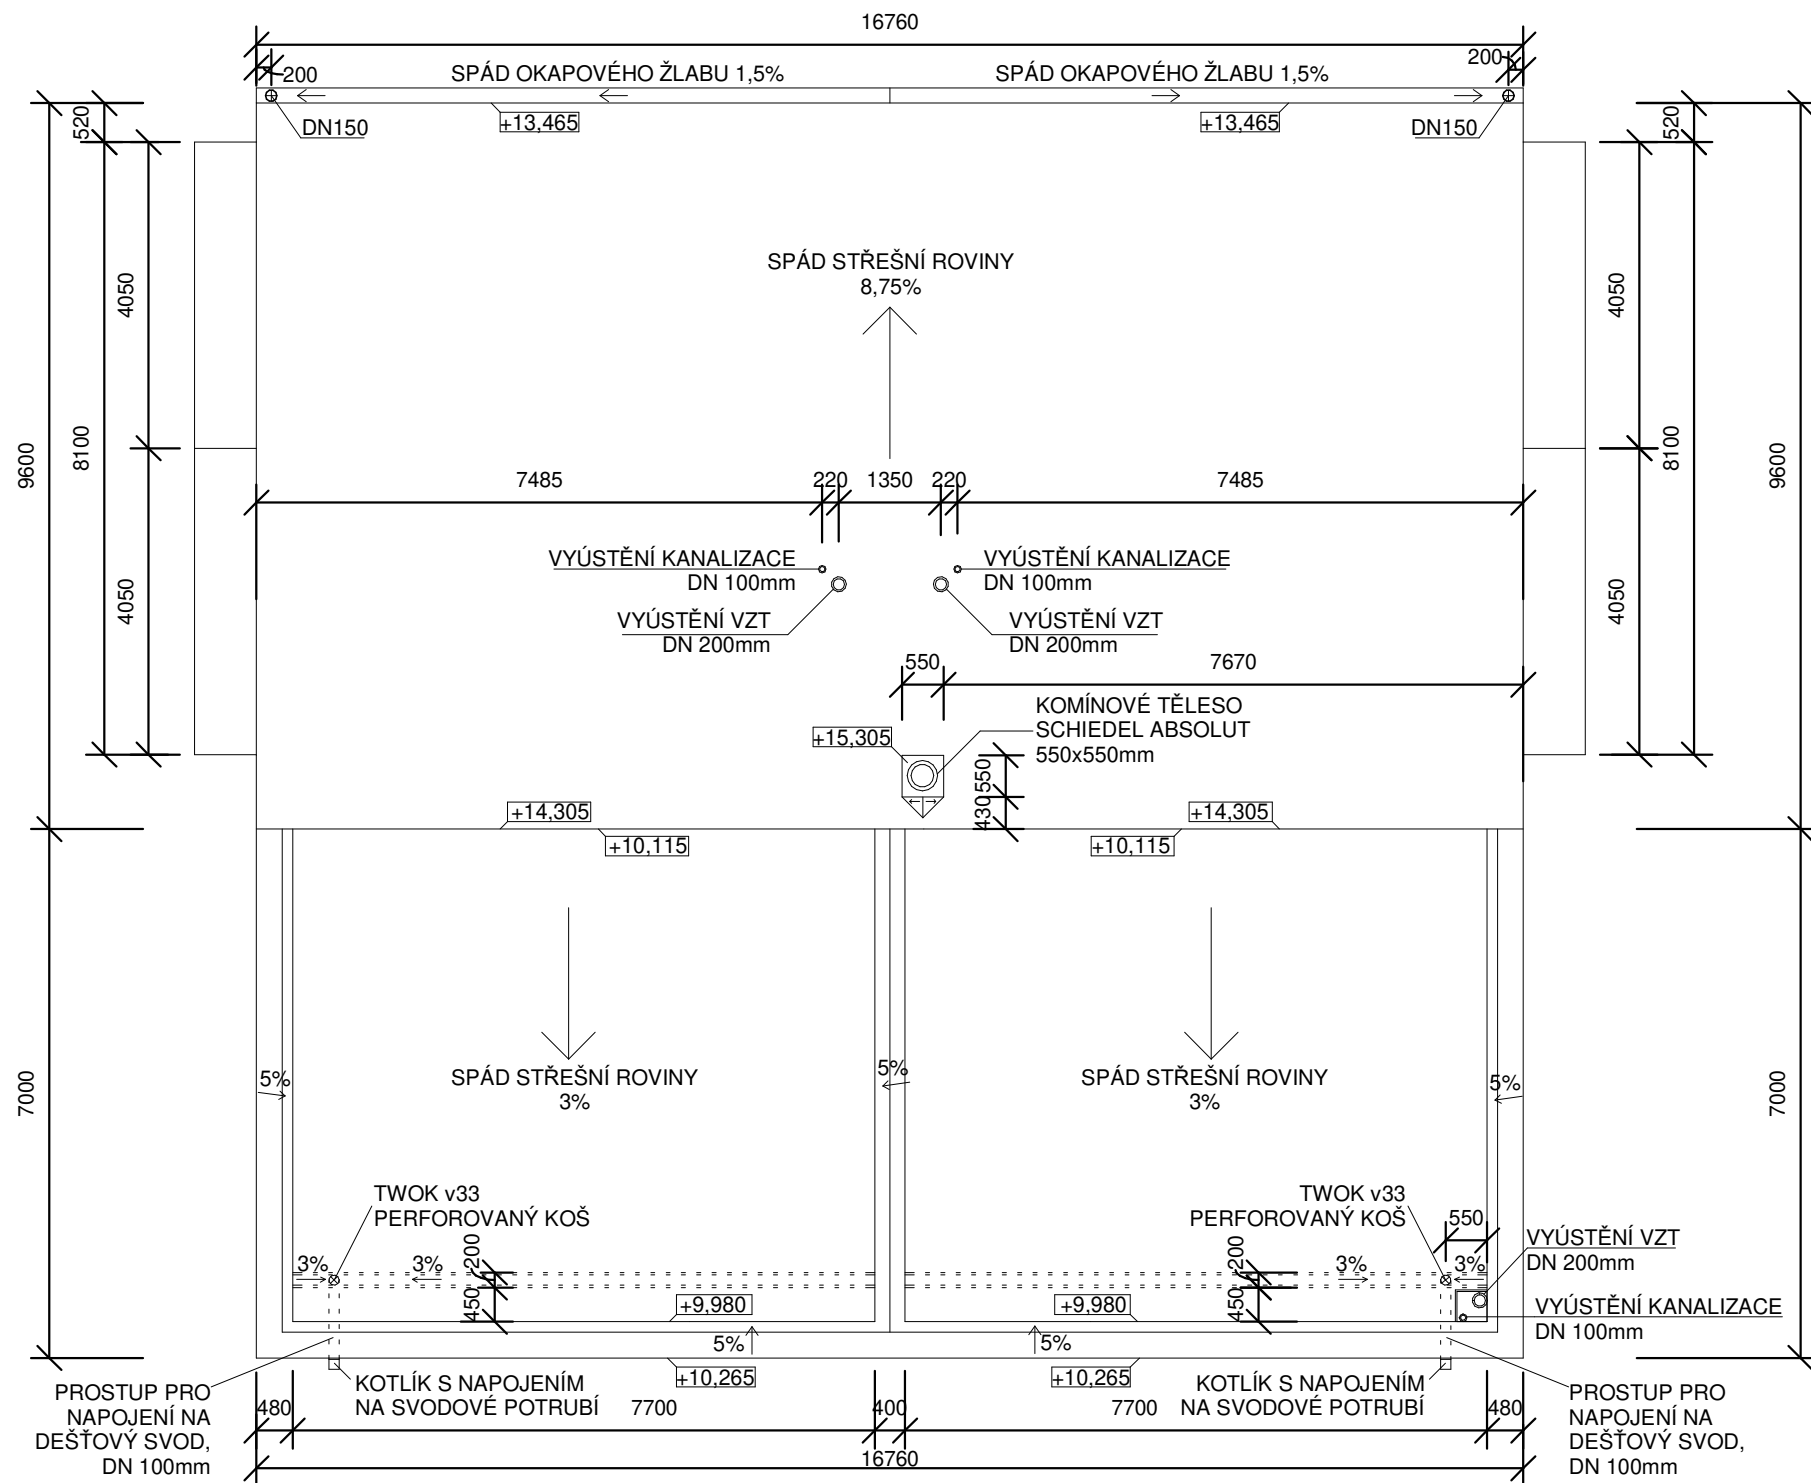 16760
200
SPÁD OKAPOVÉHO ŽLABU 1,5%
SPÁD OKAPOVÉHO ŽLABU 1,5%
200
520
DN150
+13,465
+13,465
DN150
520
4050
SPÁD STŘEŠNÍ ROVINY
8,75%
4050
9600
8100
8100
9600
7485
220
1350
220
7485
VYÚSTĚNÍ KANALIZACE
DN 100mm
VYÚSTĚNÍ KANALIZACE
DN 100mm
4050
4050
VYÚSTĚNÍ VZT
DN 200mm
VYÚSTĚNÍ VZT
DN 200mm
550
7670
KOMÍNOVÉ TĚLESO
SCHIEDEL ABSOLUT
550x550mm
+15,305
550
430
+14,305
+14,305
+10,115
+10,115
7000
5%
SPÁD STŘEŠNÍ ROVINY
3%
5%
SPÁD STŘEŠNÍ ROVINY
3%
5%
7000
TWOK v33
PERFOROVANÝ KOŠ
TWOK v33
PERFOROVANÝ KOŠ
550
VYÚSTĚNÍ VZT
DN 200mm
3%
3%
200
200
3%
3%
450
+9,980
+9,980
450
VYÚSTĚNÍ KANALIZACE
DN 100mm
5%
5%
+10,265
+10,265
PROSTUP PRO
NAPOJENÍ NA
DEŠŤOVÝ SVOD,
DN 100mm
KOTLÍK S NAPOJENÍM
NA SVODOVÉ POTRUBÍ
KOTLÍK S NAPOJENÍM
NA SVODOVÉ POTRUBÍ
PROSTUP PRO
NAPOJENÍ NA
DEŠŤOVÝ SVOD,
DN 100mm
480
7700
400
7700
480
16760